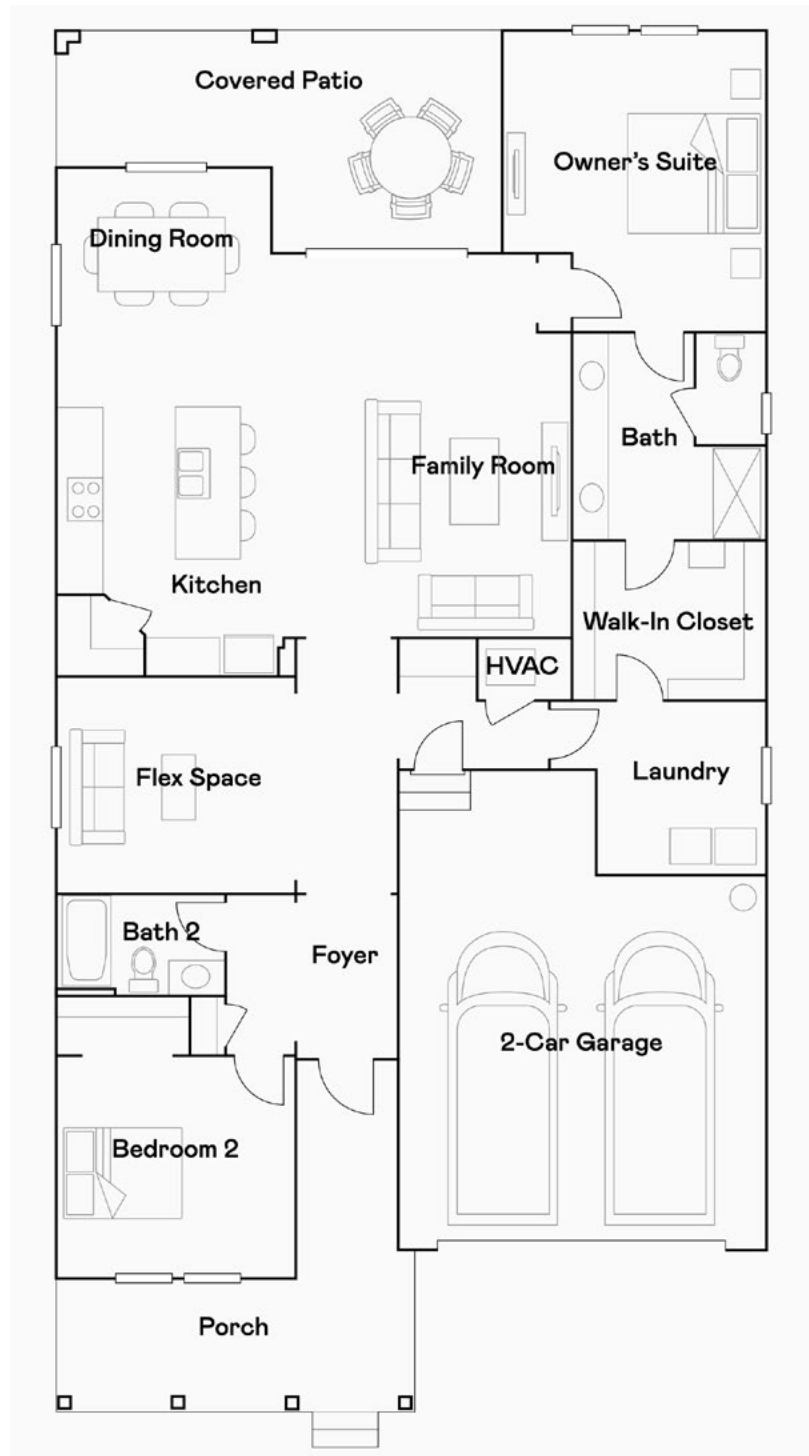 Covered Patio
Owner's Suite
Dining Room
Bath
Family Room
Kitchen
Walk-In Closet
HVAC
Flex Space
Laundry
Bath 2
Foyer
2-Car Garage
Bedroom 2
Porch